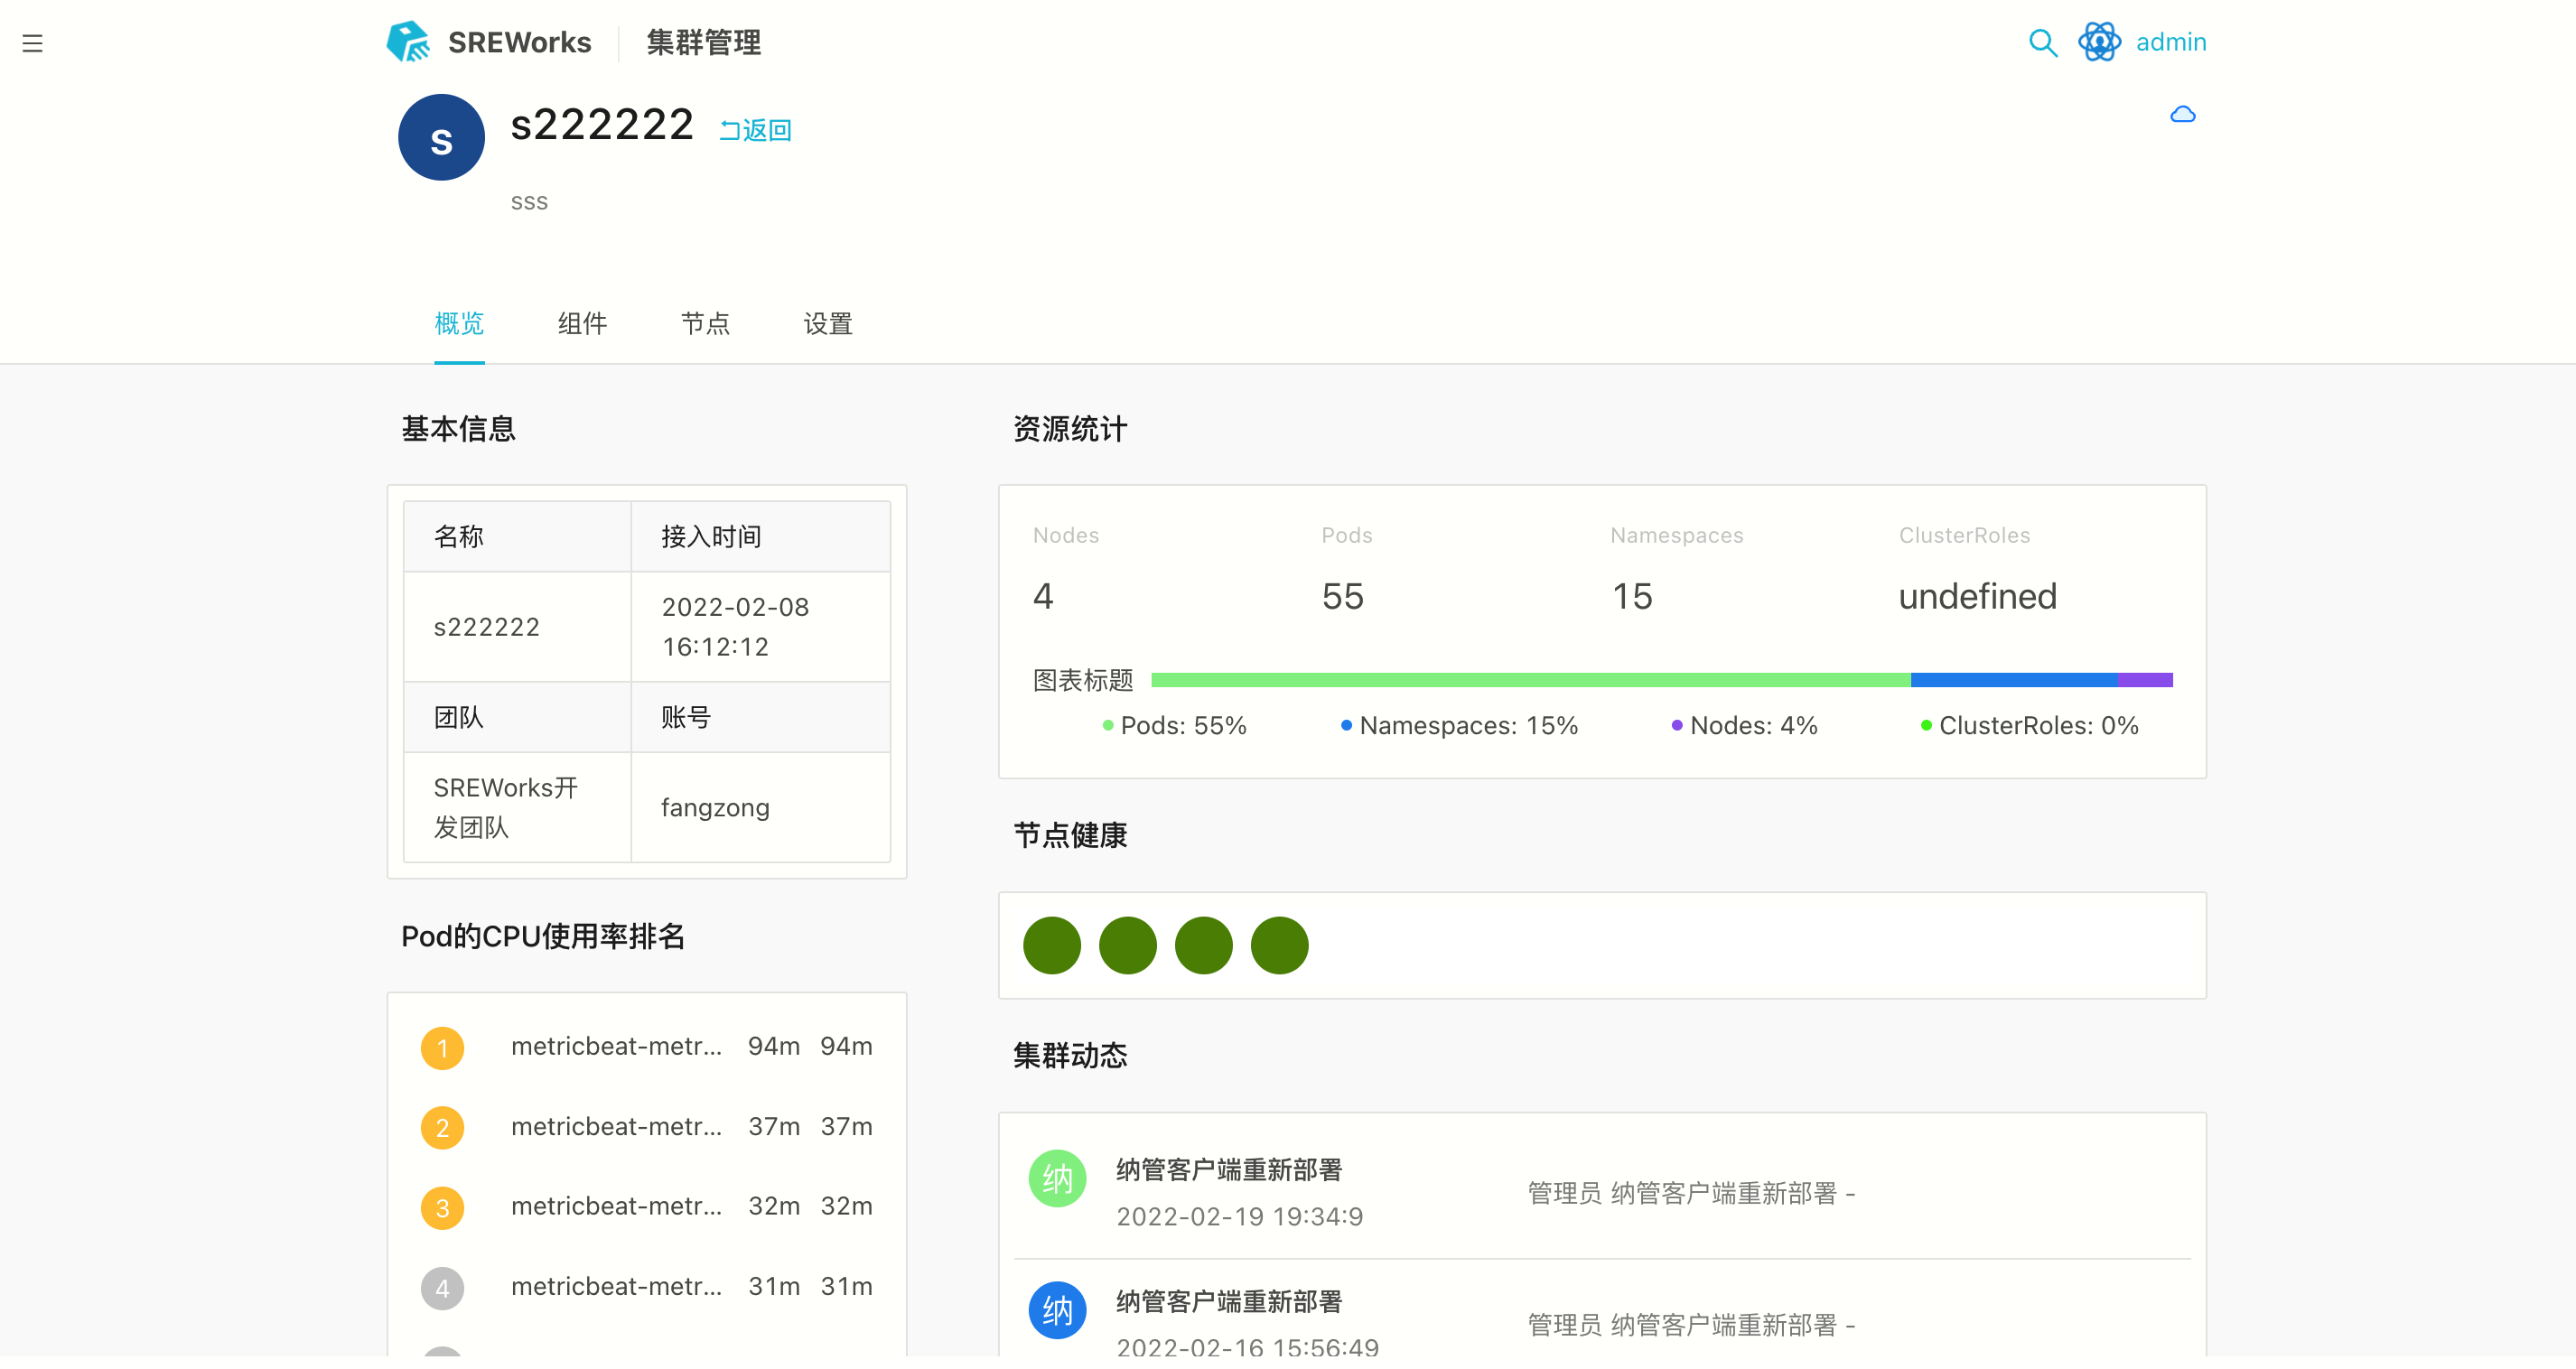 SREWorks
集群管理
admin
s
s222222
返回
sss
概览 组件 节点 设置
基本信息
名称 接入时间
s222222
2022-02-08
16:12:12
团队 账号
SREWorks开
发团队
fangzong
Pod的CPU使用率排名
1 metricbeat-metr... 94m 94m
2 metricbeat-metr... 37m 37m
3 metricbeat-metr... 32m 32m
4 metricbeat-metr... 31m 31m
资源统计
Nodes Pods Namespaces ClusterRoles
4 55 15 undefined
图表标题
Pods: 55% Namespaces: 15% Nodes: 4% ClusterRoles: 0%
节点健康
集群动态
纳
纳管客户端重新部署
2022-02-19 19:34:9
管理员 纳管客户端重新部署 -
纳
纳管客户端重新部署
2022-02-16 15:56:49
管理员 纳管客户端重新部署 -